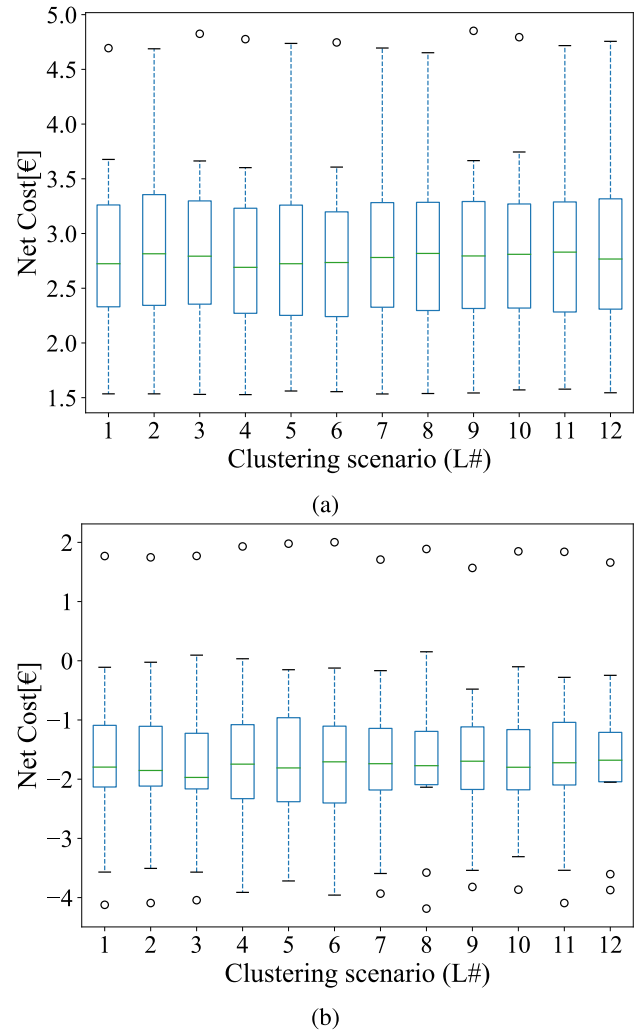 5.0
4.5
4.0
3.5
3.0
2.5
2.0
1.5
Net Cost[€]
1 2 3 4 5 6 7 8 9 10 11 12
Clustering scenario (L#)
(a)
2
1
0
−1
−2
−3
−4
Net Cost[€]
1 2 3 4 5 6 7 8 9 10 11 12
Clustering scenario (L#)
(b)